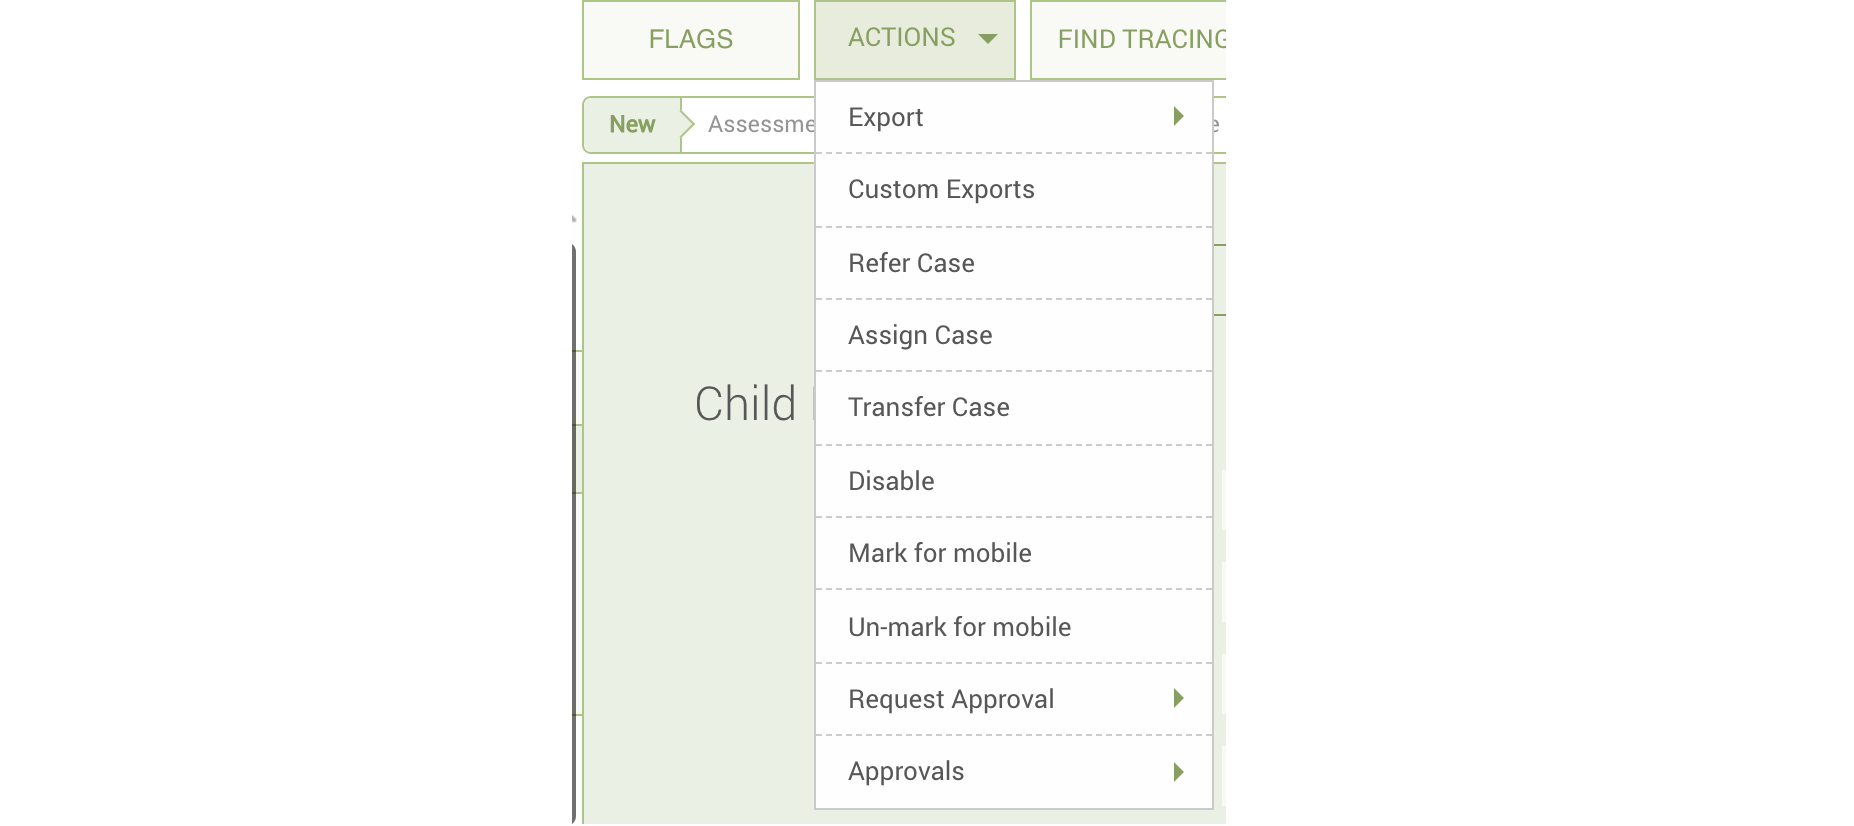 FLAGS
ACTIONS
FIND TRACING
New
Export
Custom Exports
Refer Case
Assign Case
Child
Transfer Case
Disable
Mark for mobile
Un-mark for mobile
Request Approval
Approvals